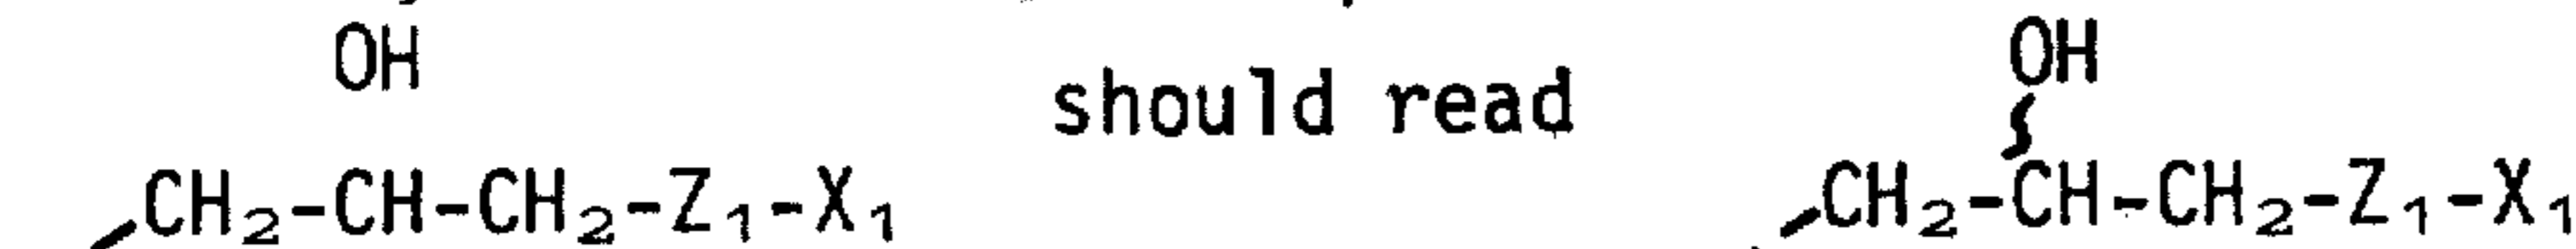 OH OH
should read
CH₂-CH-CH₂-Z₁-X₁ CH₂-CH-CH₂-Z₁-X₁